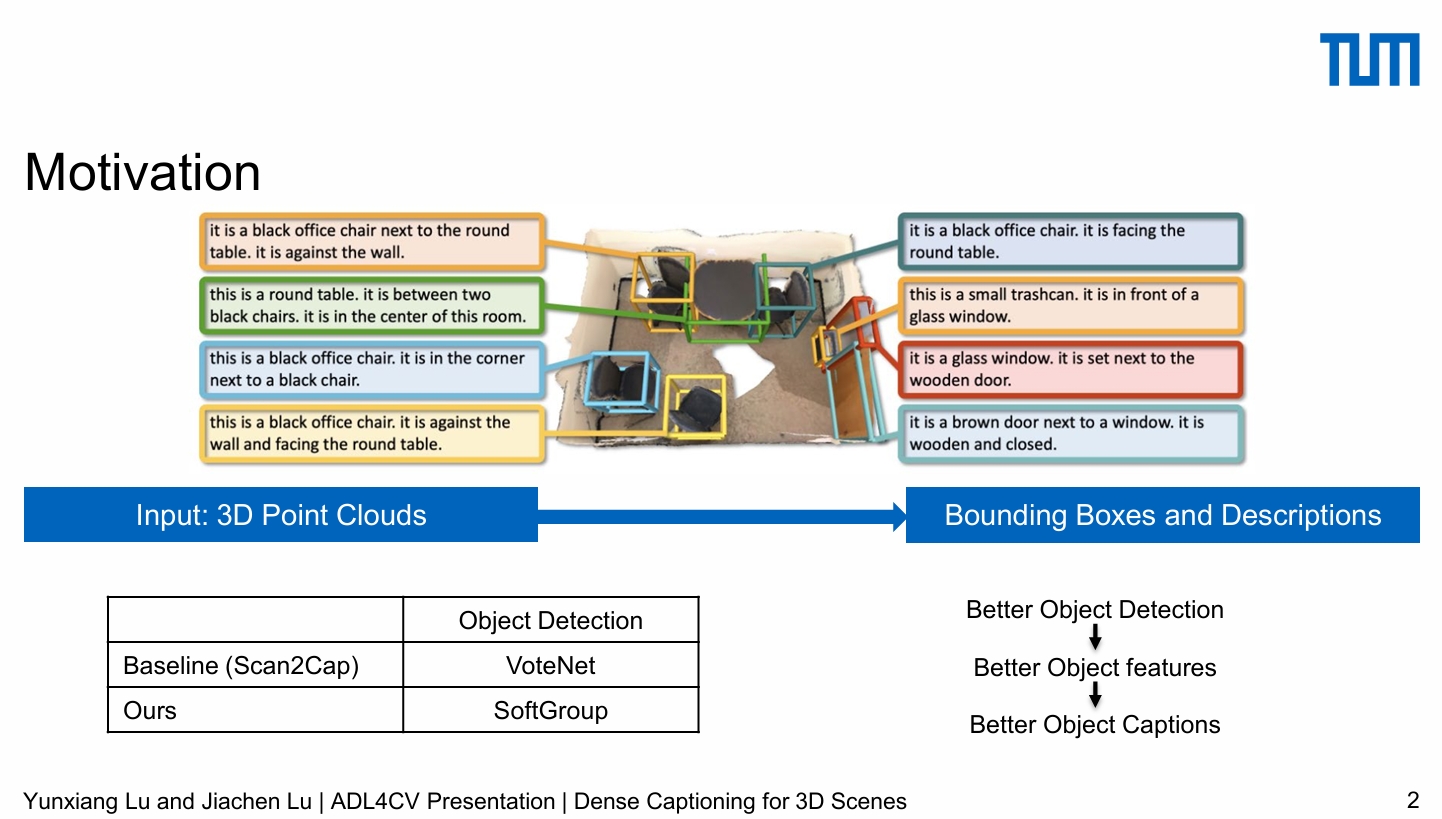 TUM
Motivation
it is a black office chair next to the round
table. it is against the wall.
this is a round table. it is between two
black chairs. it is in the center of this room.
this is a black office chair. it is in the corner
next to a black chair.
this is a black office chair. it is against the
wall and facing the round table.
it is a black office chair. it is facing the
round table.
this is a small trashcan. it is in front of a
glass window.
it is a glass window. it is set next to the
wooden door.
it is a brown door next to a window. it is
wooden and closed.
Input: 3D Point Clouds
Bounding Boxes and Descriptions
Object Detection
Baseline (Scan2Cap) VoteNet
Ours SoftGroup
Better Object Detection
Better Object features
Better Object Captions
Yunxiang Lu and Jiachen Lu | ADL4CV Presentation | Dense Captioning for 3D Scenes 2